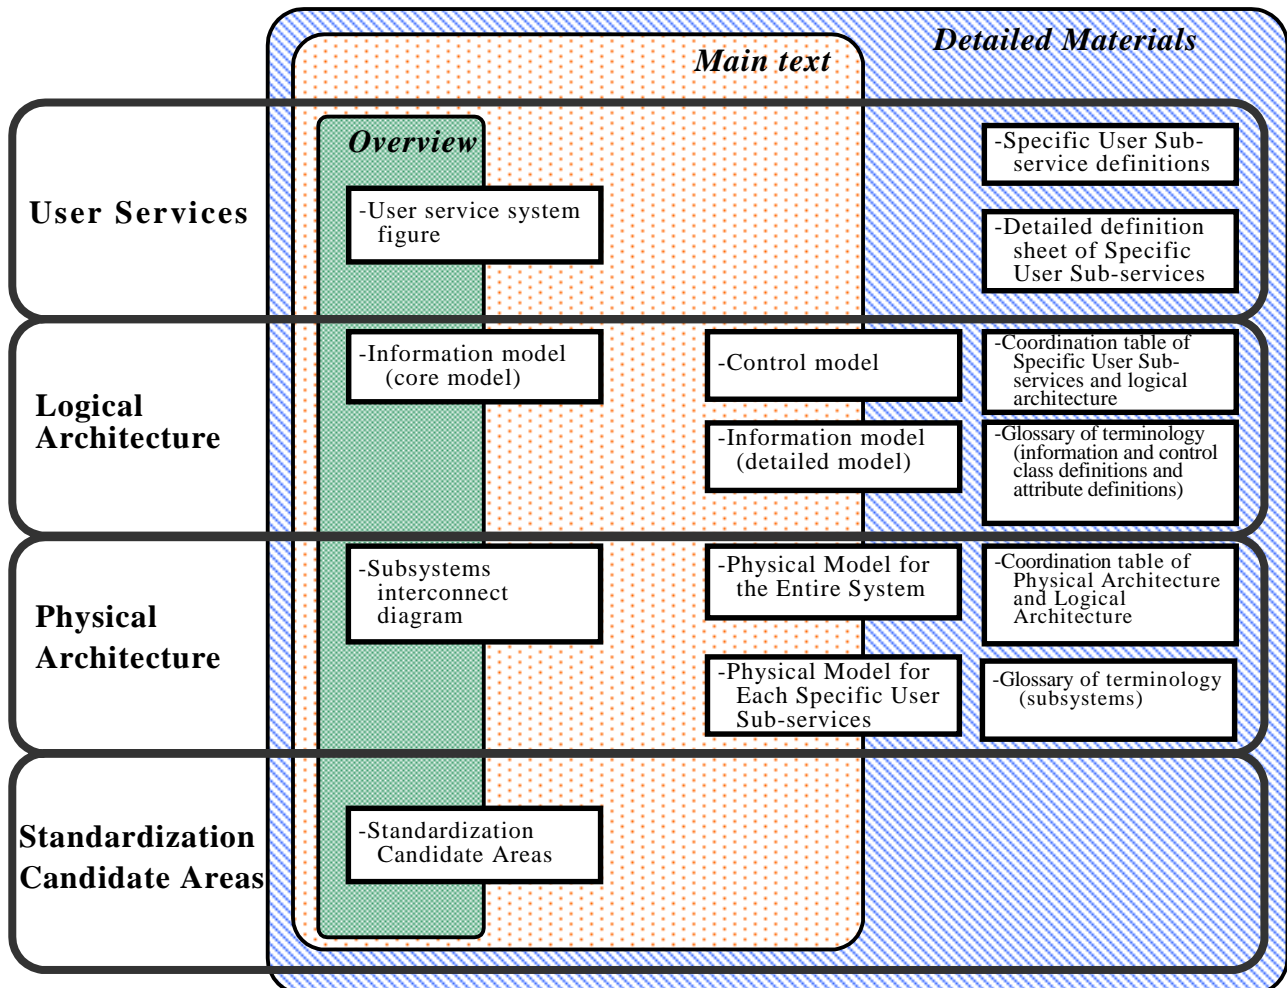 Detailed Materials
Main text
Overview
User Services
-User service system
figure
-Specific User Sub-
service definitions
-Detailed definition
sheet of Specific
User Sub-services
Logical
Architecture
-Information model
(core model)
-Control model
-Information model
(detailed model)
-Coordination table of
Specific User Sub-
services and logical
architecture
-Glossary of terminology
(information and control
class definitions and
attribute definitions)
Physical
Architecture
-Subsystems
interconnect
diagram
-Physical Model for
the Entire System
-Physical Model for
Each Specific User
Sub-services
-Coordination table of
Physical Architecture
and Logical
Architecture
-Glossary of terminology
(subsystems)
Standardization
Candidate Areas
-Standardization
Candidate Areas